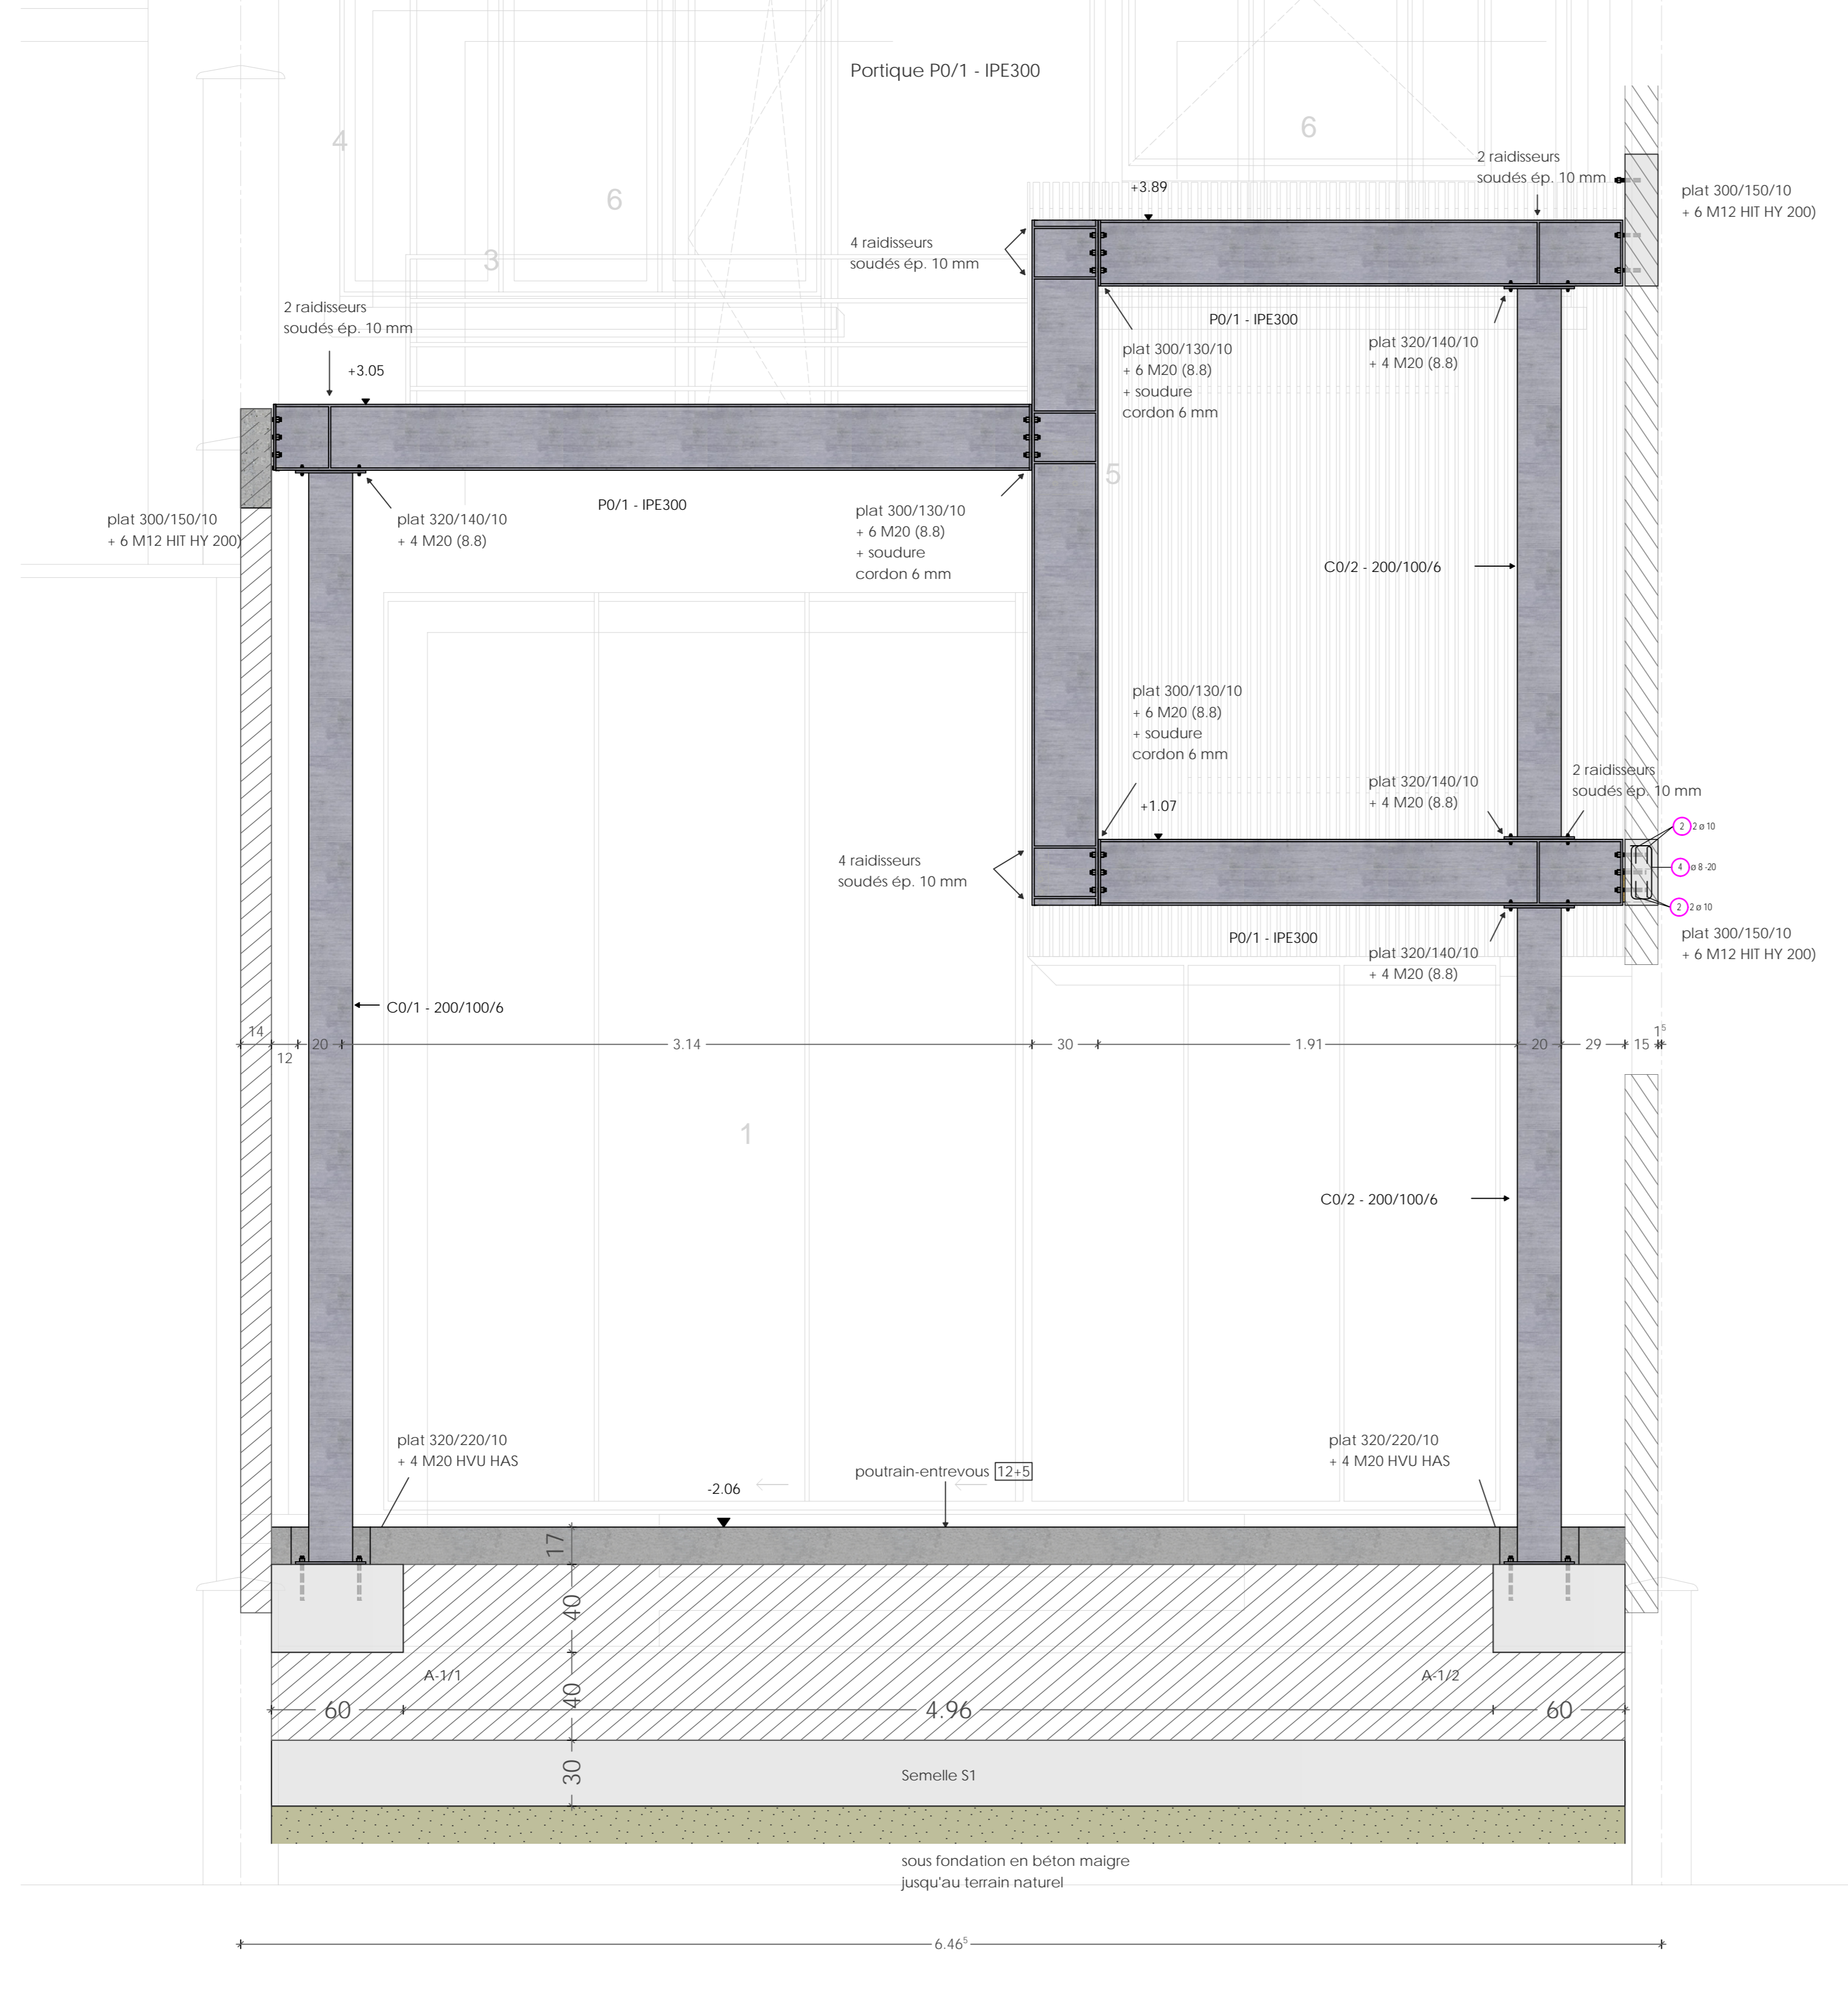 Portique P0/1 - IPE300
4
6
3
6
2 raidisseurs
soudés ép. 10 mm
plat 300/150/10
+ 6 M12 HIT HY 200)
+3.89
4 raidisseurs
soudés ép. 10 mm
2 raidisseurs
soudés ép. 10 mm
+3.05
P0/1 - IPE300
plat 300/130/10
+ 6 M20 (8.8)
+ soudure
cordon 6 mm
plat 320/140/10
+ 4 M20 (8.8)
5
P0/1 - IPE300
plat 300/150/10
+ 6 M12 HIT HY 200)
plat 320/140/10
+ 4 M20 (8.8)
plat 300/130/10
+ 6 M20 (8.8)
+ soudure
cordon 6 mm
C0/2 - 200/100/6
plat 300/130/10
+ 6 M20 (8.8)
+ soudure
cordon 6 mm
+1.07
plat 320/140/10
+ 4 M20 (8.8)
2 raidisseurs
soudés ép. 10 mm
2 2 ø 10
4 ø 8 -20
2 2 ø 10
4 raidisseurs
soudés ép. 10 mm
P0/1 - IPE300
plat 320/140/10
+ 4 M20 (8.8)
plat 300/150/10
+ 6 M12 HIT HY 200)
C0/1 - 200/100/6
14
12
20
3.14
30
1.91
20
29
15
1⁵
1
C0/2 - 200/100/6
plat 320/220/10
+ 4 M20 HVU HAS
poutrain-entrevous 12+5
-2.06
plat 320/220/10
+ 4 M20 HVU HAS
17
40
A-1/1
A-1/2
40
60
4.96
60
30
Semelle S1
sous fondation en béton maigre
jusqu'au terrain naturel
6.46⁵